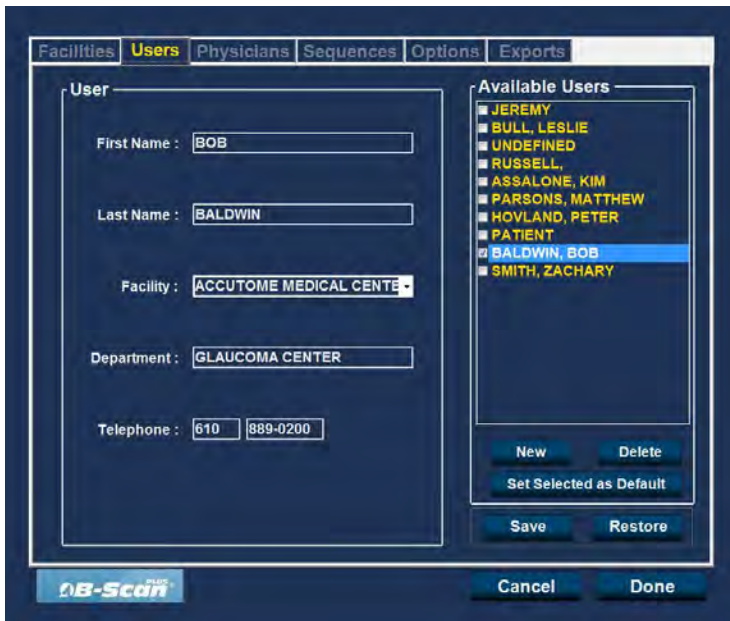 Facilities Users Physicians Sequences Options Exports
User
First Name : BOB
Last Name : BALDWIN
Facility : ACCUTOME MEDICAL CENTE
Department : GLAUCOMA CENTER
Telephone : 610 889-0200
Available Users
JEREMY
BULL, LESLIE
UNDEFINED
RUSSELL,
ASSALONE, KIM
PARSONS, MATTHEW
HOVLAND, PETER
PATIENT
BALDWIN, BOB
SMITH, ZACHARY
New Delete
Set Selected as Default
Save Restore
B-Scan PLUS
Cancel Done